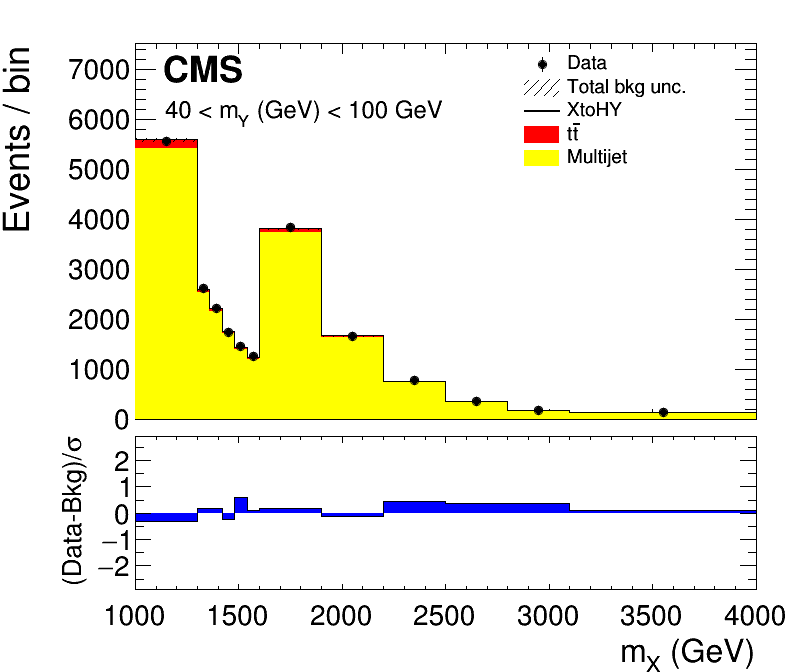 CMS
40 < mY (GeV) < 100 GeV
Data
Total bkg unc.
XtoHY
tt̄
Multijet
Events / bin
7000
6000
5000
4000
3000
2000
1000
0
(Data-Bkg)/σ
2
1
0
−1
−2
1000 1500 2000 2500 3000 3500 4000
mX (GeV)